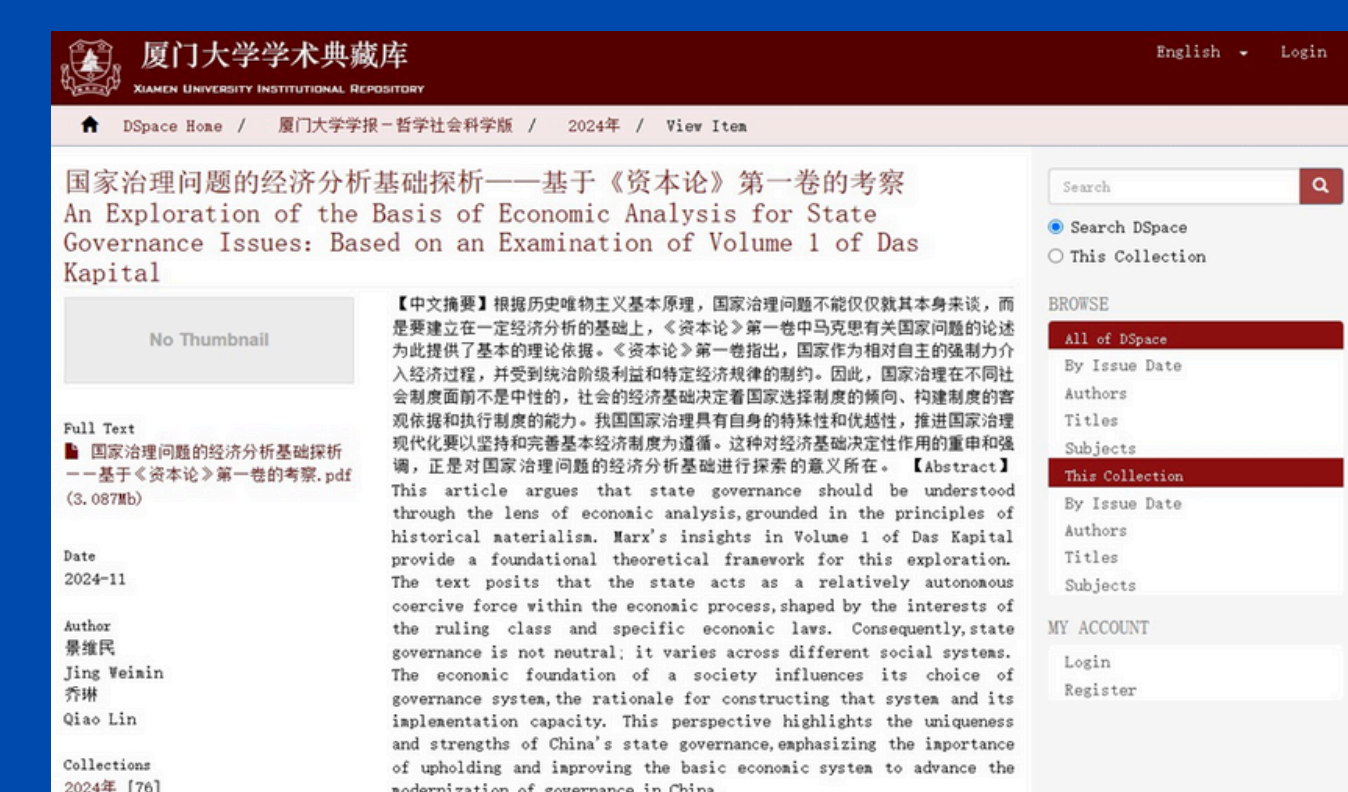 厦门大学学术典藏库
XIAMEN UNIVERSITY INSTITUTIONAL REPOSITORY
English
Login
DSpace Home / 厦门大学学报－哲学社会科学版 / 2024年 / View Item
国家治理问题的经济分析基础探析——基于《资本论》第一卷的考察
An Exploration of the Basis of Economic Analysis for State
Governance Issues: Based on an Examination of Volume 1 of Das
Kapital
No Thumbnail
Full Text
国家治理问题的经济分析基础探析
——基于《资本论》第一卷的考察.pdf
(3.087Mb)
Date
2024-11
Author
景维民
Jing Weimin
乔琳
Qiao Lin
Collections
2024年 [76]
【中文摘要】根据历史唯物主义基本原理，国家治理问题不能仅仅就其本身来谈，而
是要建立在一定经济分析的基础上，《资本论》第一卷中马克思有关国家问题的论述
为此提供了基本的理论依据。《资本论》第一卷指出，国家作为相对自主的强制力介
入经济过程，并受到统治阶级利益和特定经济规律的制约。因此，国家治理在不同社
会制度面前不是中性的，社会的经济基础决定着国家选择制度的倾向、构建制度的客
观依据和执行制度的能力。我国国家治理具有自身的特殊性和优越性，推进国家治理
现代化要以坚持和完善基本经济制度为遵循。这种对经济基础决定性作用的重申和强
调，正是对国家治理问题的经济分析基础进行探索的意义所在。 【Abstract】
This article argues that state governance should be understood
through the lens of economic analysis,grounded in the principles of
historical materialism. Marx's insights in Volume 1 of Das Kapital
provide a foundational theoretical framework for this exploration.
The text posits that the state acts as a relatively autonomous
coercive force within the economic process,shaped by the interests of
the ruling class and specific economic laws. Consequently,state
governance is not neutral; it varies across different social systems.
The economic foundation of a society influences its choice of
governance system,the rationale for constructing that system and its
implementation capacity. This perspective highlights the uniqueness
and strengths of China's state governance,emphasizing the importance
of upholding and improving the basic economic system to advance the
modernization of governance in China.
Search
Search DSpace
This Collection
BROWSE
All of DSpace
By Issue Date
Authors
Titles
Subjects
This Collection
By Issue Date
Authors
Titles
Subjects
MY ACCOUNT
Login
Register